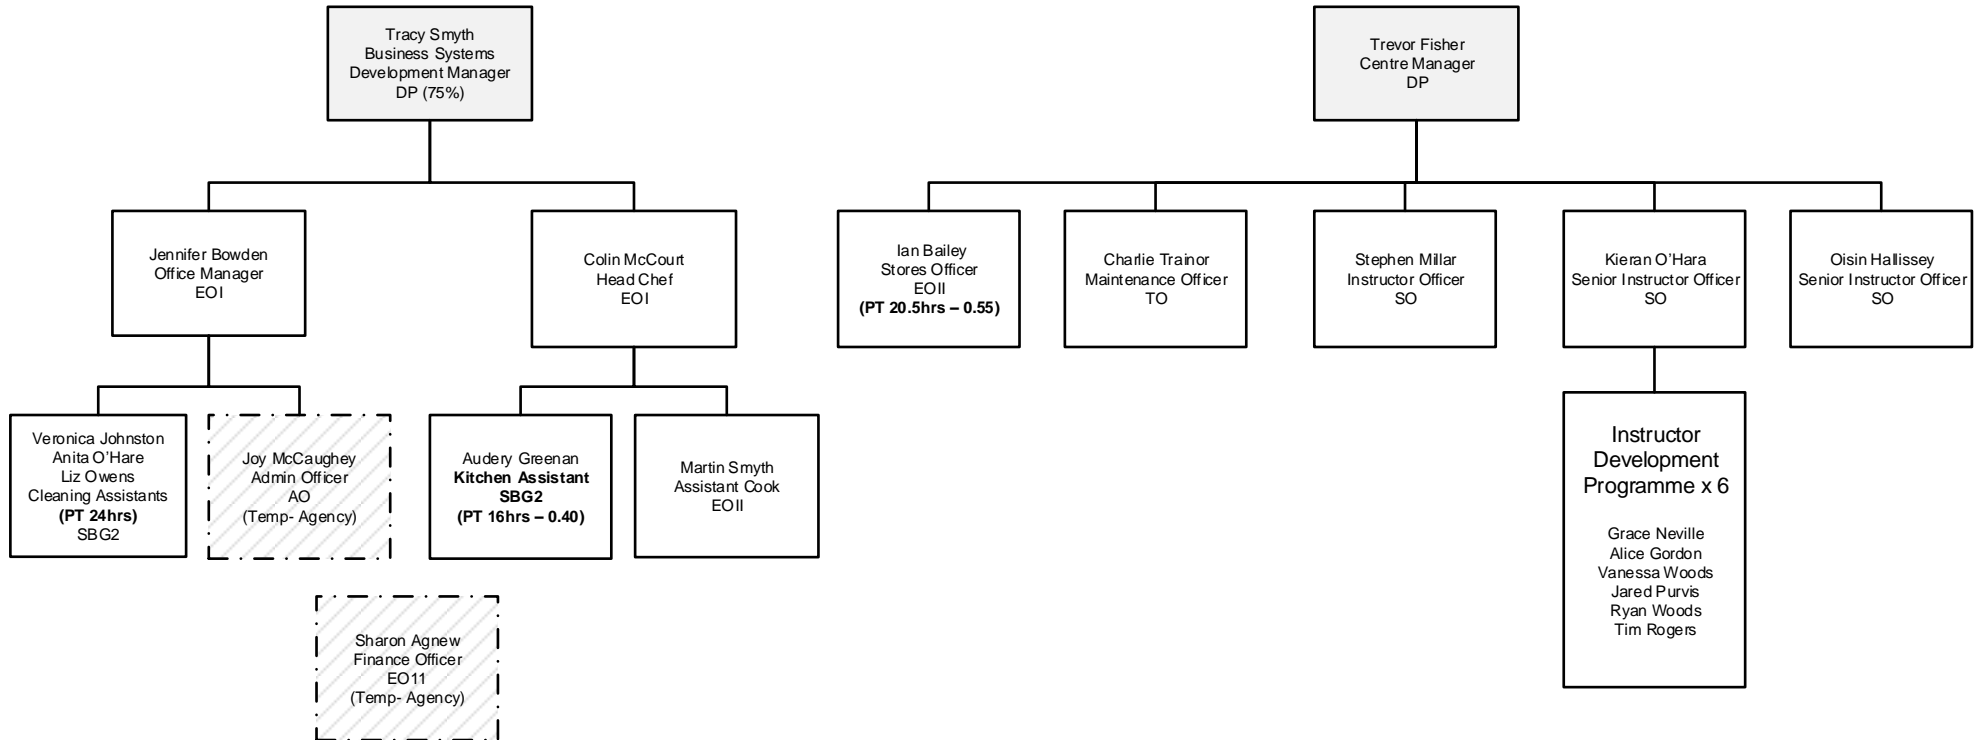 Tracy Smyth
Business Systems
Development Manager
DP (75%)
Trevor Fisher
Centre Manager
DP
Jennifer Bowden
Office Manager
EOI
Colin McCourt
Head Chef
EOI
Ian Bailey
Stores Officer
EOII
(PT 20.5hrs – 0.55)
Charlie Trainor
Maintenance Officer
TO
Stephen Millar
Instructor Officer
SO
Kieran O’Hara
Senior Instructor Officer
SO
Oisin Hallissey
Senior Instructor Officer
SO
Veronica Johnston
Anita O’Hare
Liz Owens
Cleaning Assistants
(PT 24hrs)
SBG2
Joy McCaughey
Admin Officer
AO
(Temp- Agency)
Audery Greenan
Kitchen Assistant
SBG2
(PT 16hrs – 0.40)
Martin Smyth
Assistant Cook
EOII
Instructor
Development
Programme x 6
Grace Neville
Alice Gordon
Vanessa Woods
Jared Purvis
Ryan Woods
Tim Rogers
Sharon Agnew
Finance Officer
EO11
(Temp- Agency)